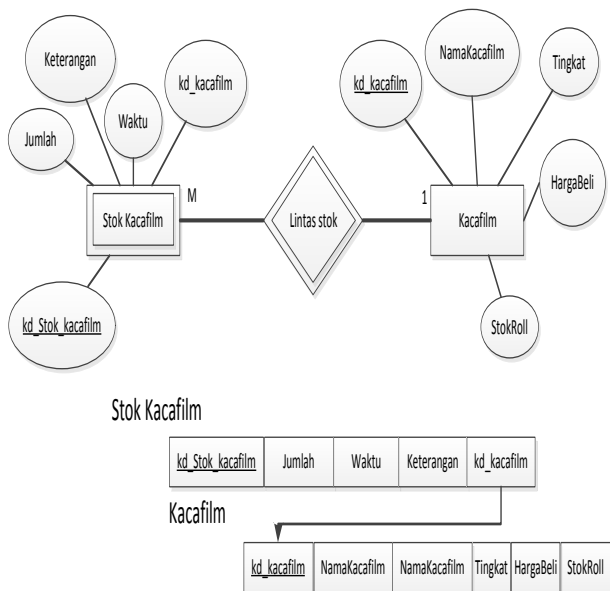 Keterangan
kd_kacafilm
NamaKacafilm
Tingkat
kd_kacafilm
Jumlah
Waktu
HargaBeli
M
1
Stok Kacafilm
Lintas stok
Kacafilm
kd_Stok_kacafilm
StokRoll
Stok Kacafilm
kd_Stok_kacafilm Jumlah Waktu Keterangan kd_kacafilm
Kacafilm
kd_kacafilm NamaKacafilm NamaKacafilm Tingkat HargaBeli StokRoll